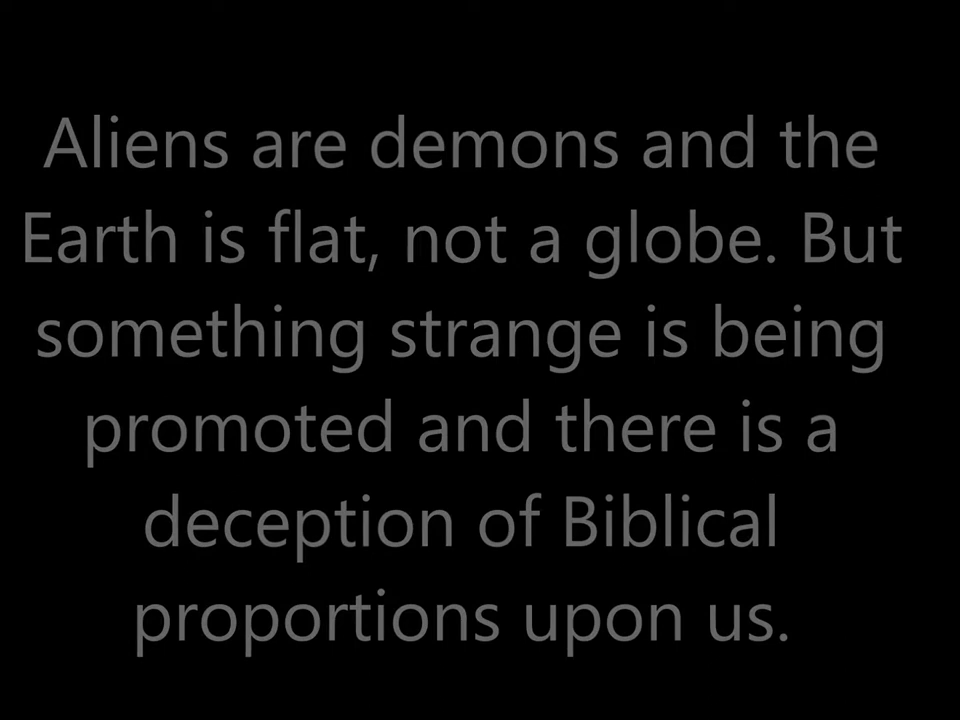 Aliens are demons and the
Earth is flat, not a globe. But
something strange is being
promoted and there is a
deception of Biblical
proportions upon us.